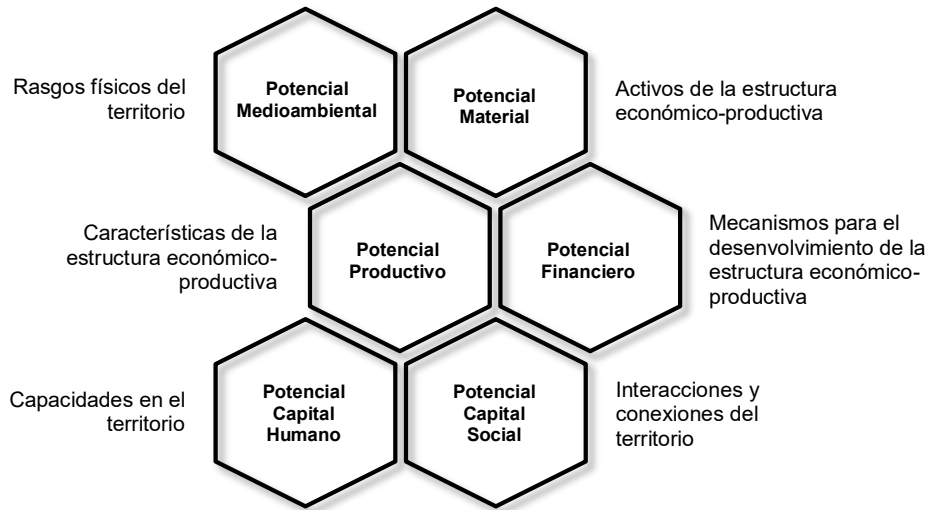 Rasgos físicos del
territorio
Potencial
Medioambiental
Potencial
Material
Activos de la estructura
económico-productiva
Características de la
estructura económico-
productiva
Potencial
Productivo
Potencial
Financiero
Mecanismos para el
desenvolvimiento de la
estructura económico-
productiva
Capacidades en el
territorio
Potencial
Capital
Humano
Potencial
Capital
Social
Interacciones y
conexiones del
territorio